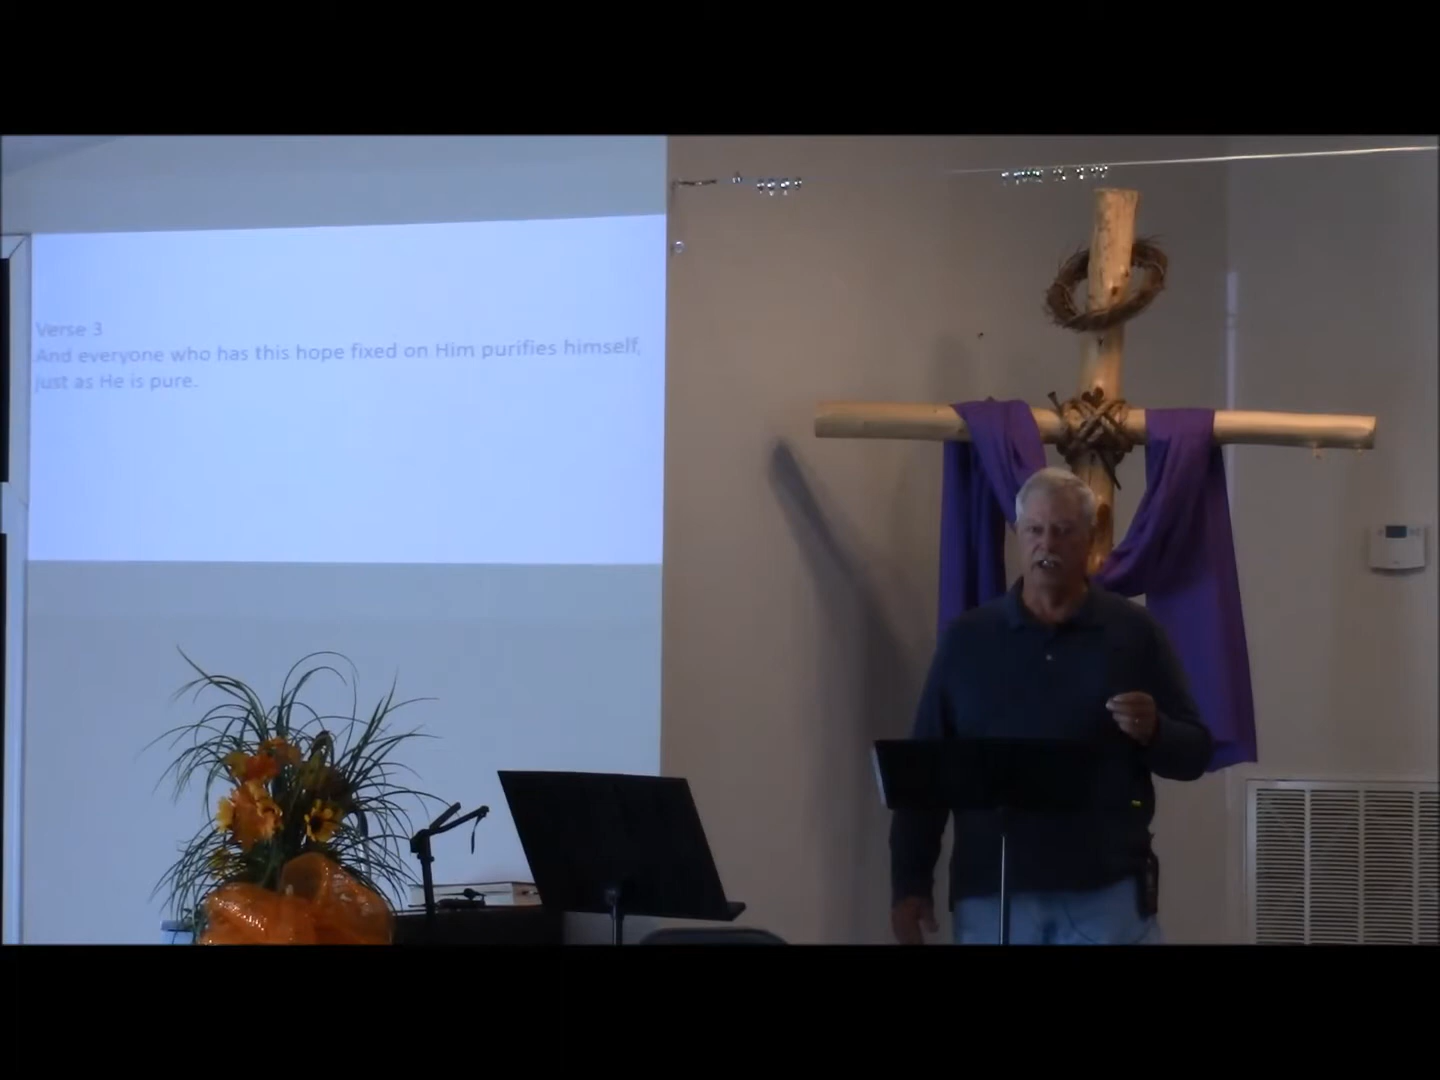 Verse 3
And everyone who has this hope fixed on Him purifies himself,
just as He is pure.